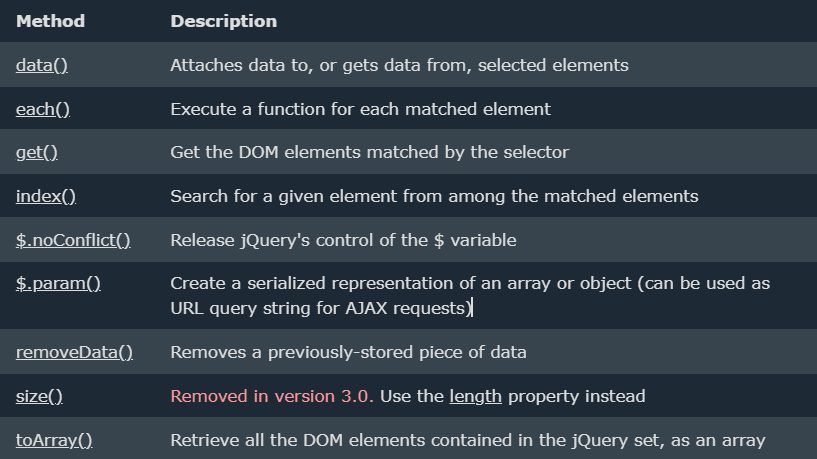 Method Description
data() Attaches data to, or gets data from, selected elements
each() Execute a function for each matched element
get() Get the DOM elements matched by the selector
index() Search for a given element from among the matched elements
$.noConflict() Release jQuery's control of the $ variable
$.param() Create a serialized representation of an array or object (can be used as
URL query string for AJAX requests)
removeData() Removes a previously-stored piece of data
size() Removed in version 3.0. Use the length property instead
toArray() Retrieve all the DOM elements contained in the jQuery set, as an array